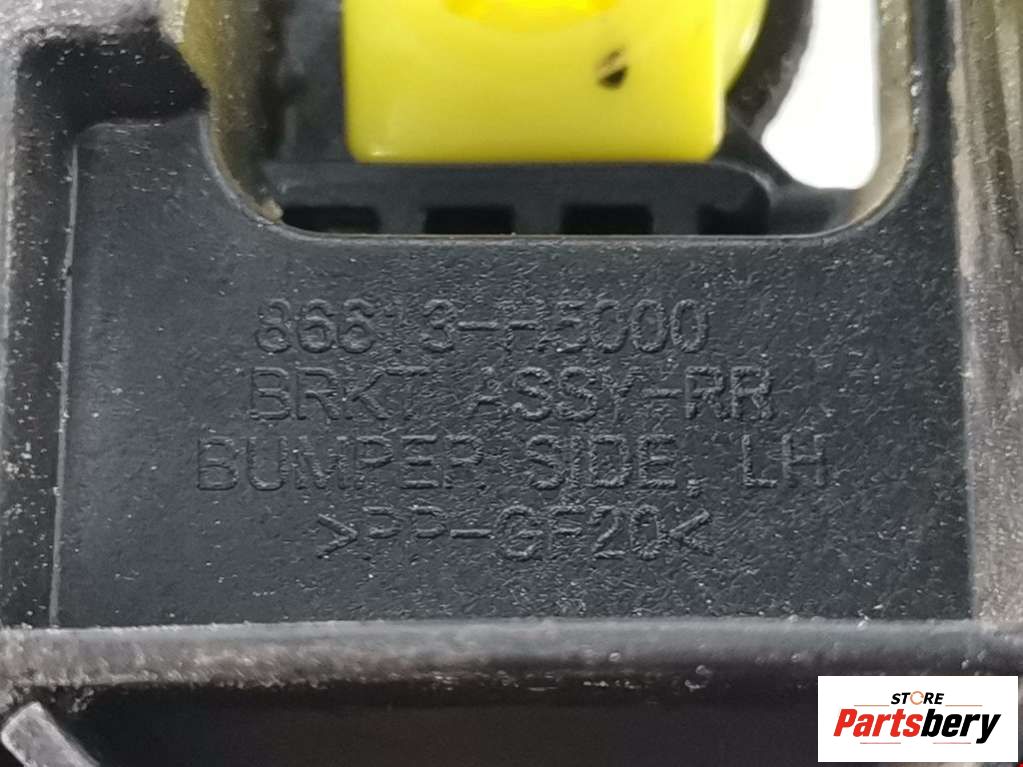 86613-H5000
BRKT ASSY-RR
BUMPER SIDE, LH
>PP-GF20<
STORE
Partsbery